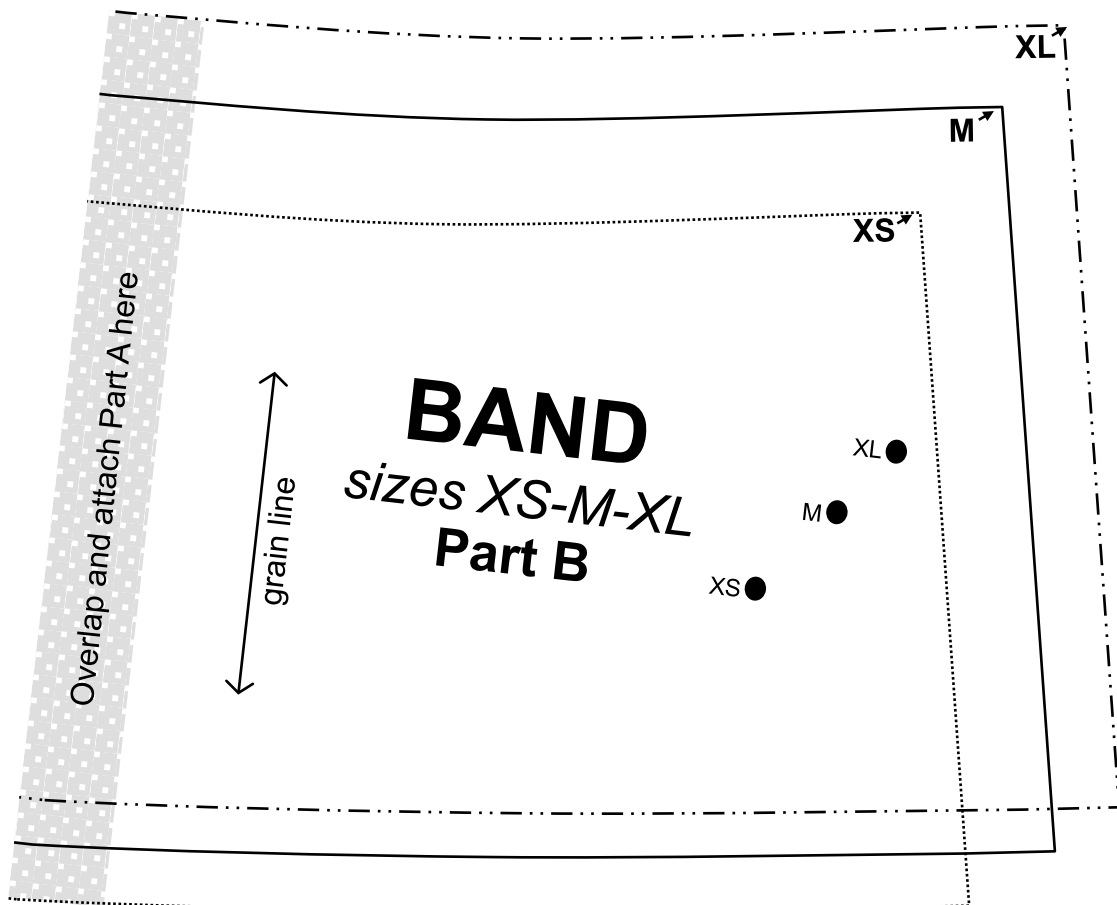 XL
M
XS
Overlap and attach Part A here
grain line
BAND
sizes XS-M-XL
Part B
XL
M
XS